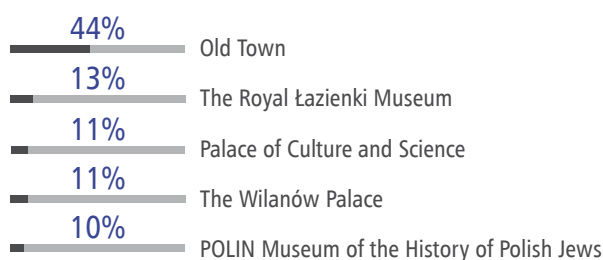 44%
Old Town
13%
The Royal Łazienki Museum
11%
Palace of Culture and Science
11%
The Wilanów Palace
10%
POLIN Museum of the History of Polish Jews